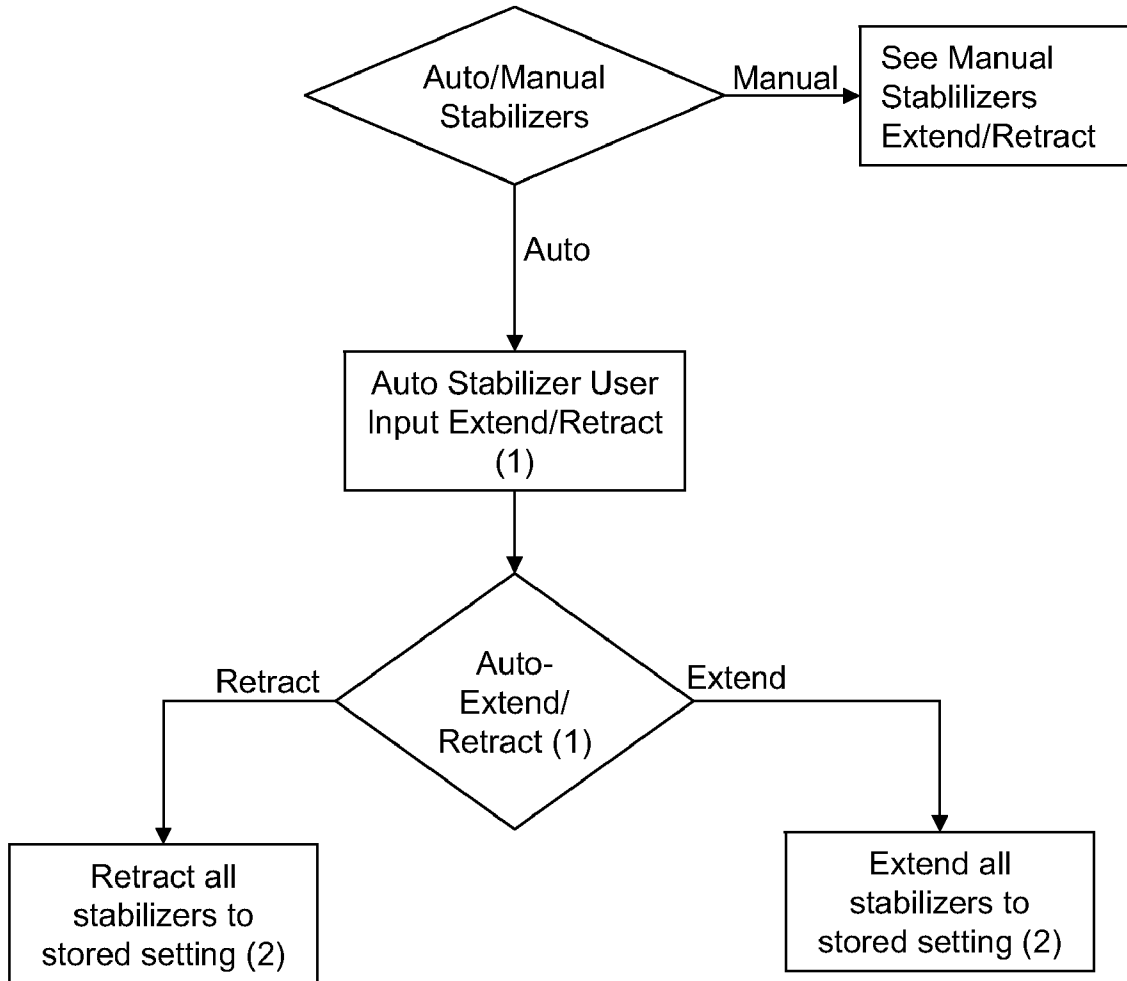 Auto/Manual
Stabilizers
Manual
See Manual
Stablilizers
Extend/Retract
Auto
Auto Stabilizer User
Input Extend/Retract
(1)
Auto-
Extend/
Retract (1)
Retract
Extend
Retract all
stabilizers to
stored setting (2)
Extend all
stabilizers to
stored setting (2)